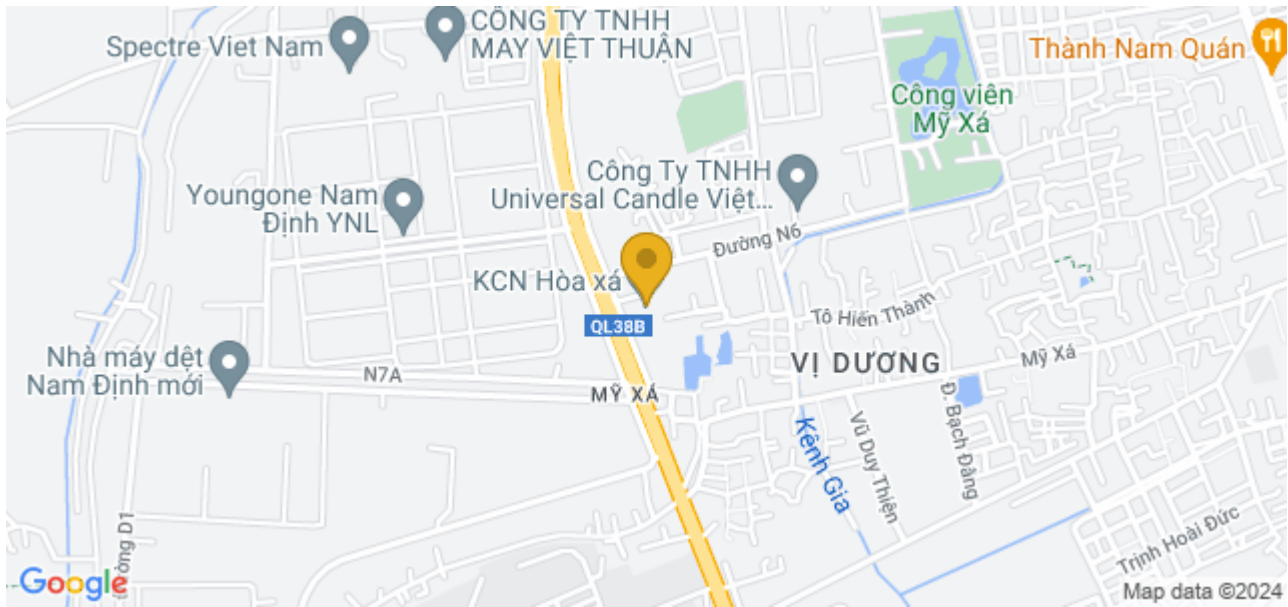 CÔNG TY TNHH
MAY VIỆT THUẬN
Spectre Viet Nam
Thành Nam Quán
Công viên
Mỹ Xá
Công Ty TNHH
Universal Candle Việt...
Youngone Nam
Định YNL
Đường N6
KCN Hòa xá
QL38B
Tô Hiến Thành
Nhà máy dệt
Nam Định mới
N7A
VỊ DƯƠNG
Mỹ Xá
MỸ XÁ
Đ. Bạch Đằng
Vũ Duy Thiện
Kênh Gia
Trịnh Hoài Đức
D1
Google
Map data ©2024